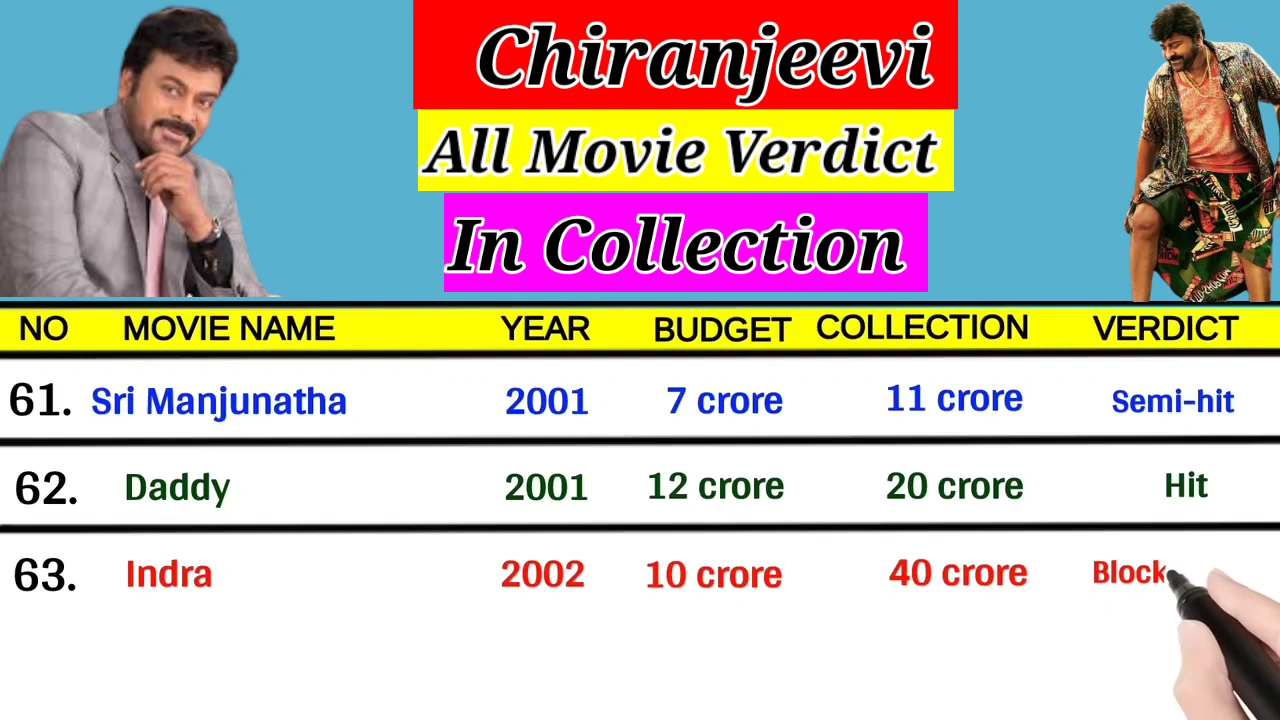 Chiranjeevi
All Movie Verdict
In Collection
NO MOVIE NAME YEAR BUDGET COLLECTION VERDICT
61. Sri Manjunatha 2001 7 crore 11 crore Semi-hit
62. Daddy 2001 12 crore 20 crore Hit
63. Indra 2002 10 crore 40 crore Block